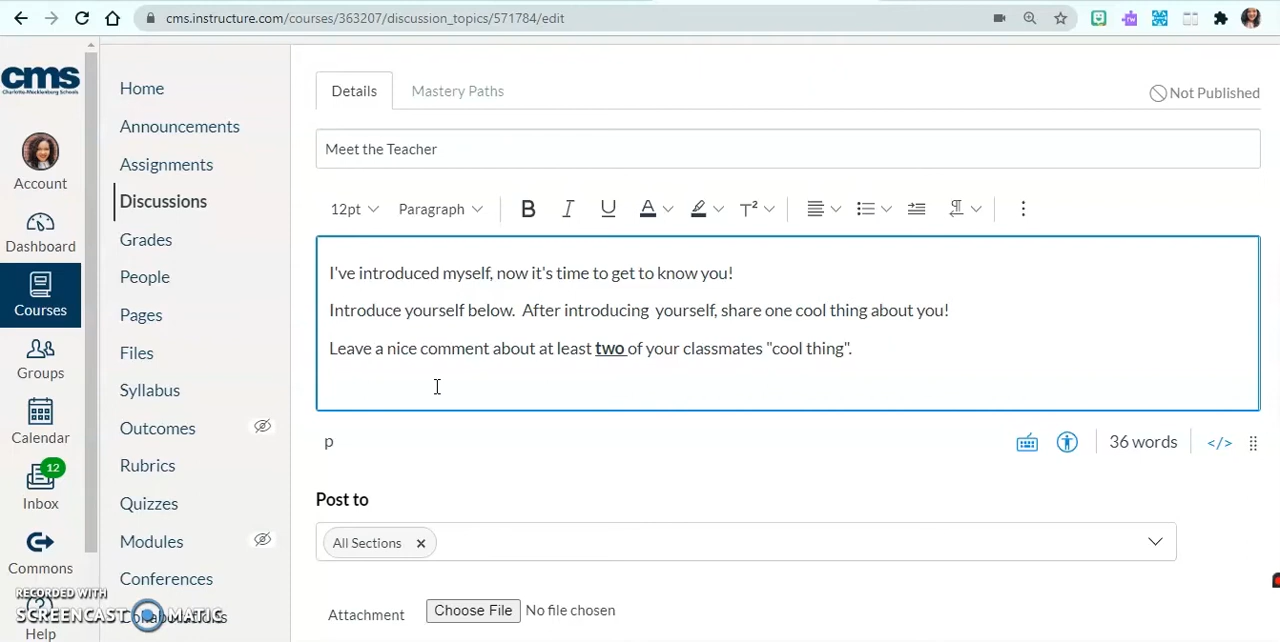 cms.instructure.com/courses/363207/discussion_topics/571784/edit
cms
Charlotte-Mecklenburg Schools
Account
Dashboard
Courses
Groups
Calendar
12
Inbox
Commons
Help
Home
Announcements
Assignments
Discussions
Grades
People
Pages
Files
Syllabus
Outcomes
Rubrics
Quizzes
Modules
Conferences
Collaborations
Details
Mastery Paths
Not Published
Meet the Teacher
12pt
Paragraph
B I U A T²
I've introduced myself, now it's time to get to know you!
Introduce yourself below. After introducing yourself, share one cool thing about you!
Leave a nice comment about at least two of your classmates "cool thing".
p
36 words
</>
Post to
All Sections
Attachment
Choose File No file chosen
RECORDED WITH
SCREENCAST MATIC